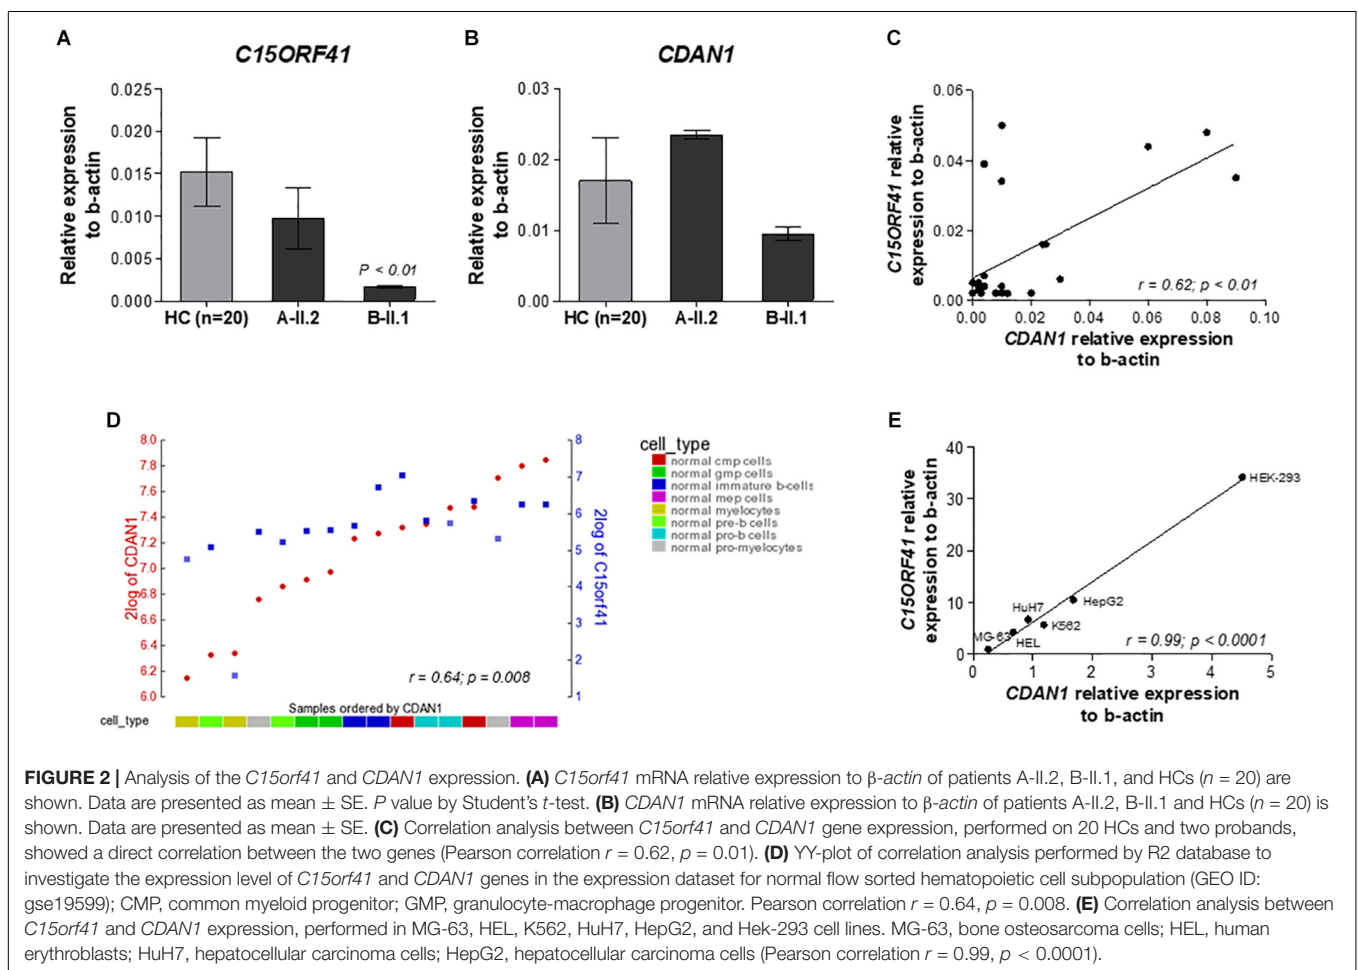 A
C15ORF41
Relative expression
to b-actin
0.025
0.020
0.015
0.010
0.005
0.000
P < 0.01
HC (n=20) A-II.2 B-II.1
B
CDAN1
Relative expression
to b-actin
0.03
0.02
0.01
0.00
HC (n=20) A-II.2 B-II.1
C
C15ORF41 relative
expression to b-actin
0.06
0.04
0.02
0.00
r = 0.62; p < 0.01
0.00 0.02 0.04 0.06 0.08 0.10
CDAN1 relative expression
to b-actin
D
2log of CDAN1
8.0
7.8
7.6
7.4
7.2
7.0
6.8
6.6
6.4
6.2
6.0
8
7
6
5
4
3
2
1
2log of C15orf41
r = 0.64; p = 0.008
Samples ordered by CDAN1
cell_type
cell_type
normal cmp cells
normal gmp cells
normal immature b-cells
normal mep cells
normal myelocytes
normal pre-b cells
normal pro-b cells
normal pro-myelocytes
E
C15ORF41 relative
expression to b-actin
40
30
20
10
0
HEK-293
HepG2
HuH7
K562
MG-63
HEL
r = 0.99; p < 0.0001
0 1 2 3 4 5
CDAN1 relative expression
to b-actin
FIGURE 2 | Analysis of the C15orf41 and CDAN1 expression. (A) C15orf41 mRNA relative expression to β-actin of patients A-II.2, B-II.1, and HCs (n = 20) are
shown. Data are presented as mean ± SE. P value by Student's t-test. (B) CDAN1 mRNA relative expression to β-actin of patients A-II.2, B-II.1 and HCs (n = 20) is
shown. Data are presented as mean ± SE. (C) Correlation analysis between C15orf41 and CDAN1 gene expression, performed on 20 HCs and two probands,
showed a direct correlation between the two genes (Pearson correlation r = 0.62, p = 0.01). (D) YY-plot of correlation analysis performed by R2 database to
investigate the expression level of C15orf41 and CDAN1 genes in the expression dataset for normal flow sorted hematopoietic cell subpopulation (GEO ID:
gse19599); CMP, common myeloid progenitor; GMP, granulocyte-macrophage progenitor. Pearson correlation r = 0.64, p = 0.008. (E) Correlation analysis between
C15orf41 and CDAN1 expression, performed in MG-63, HEL, K562, HuH7, HepG2, and Hek-293 cell lines. MG-63, bone osteosarcoma cells; HEL, human
erythroblasts; HuH7, hepatocellular carcinoma cells; HepG2, hepatocellular carcinoma cells (Pearson correlation r = 0.99, p < 0.0001).